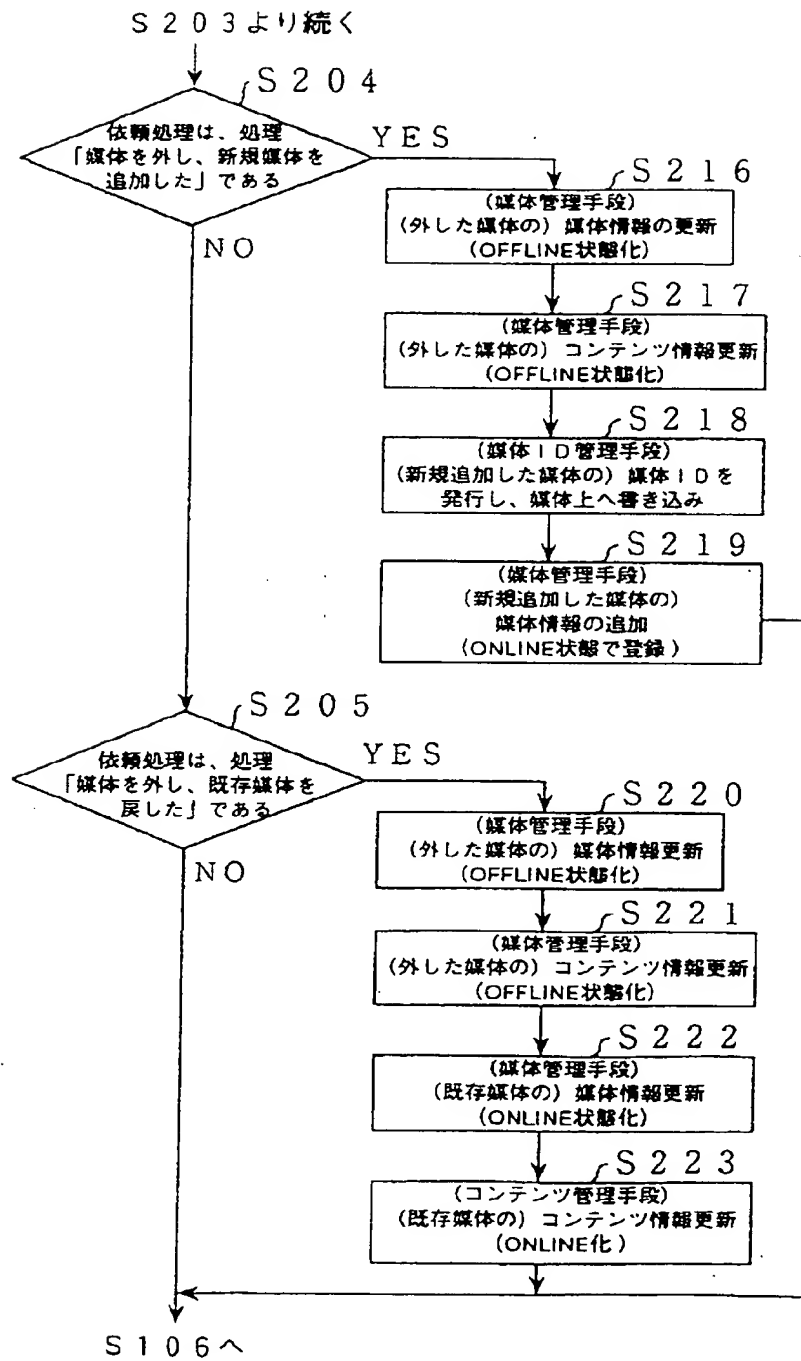 S203より続く
S204
依頼処理は、処理
「媒体を外し、新規媒体を
追加した」である
YES
NO
S216
(媒体管理手段)
(外した媒体の) 媒体情報の更新
(OFFLINE状態化)
S217
(媒体管理手段)
(外した媒体の) コンテンツ情報更新
(OFFLINE状態化)
S218
(媒体ID管理手段)
(新規追加した媒体の) 媒体IDを
発行し、媒体上へ書き込み
S219
(媒体管理手段)
(新規追加した媒体の)
媒体情報の追加
(ONLINE状態で登録)
S205
依頼処理は、処理
「媒体を外し、既存媒体を
戻した」である
YES
NO
S220
(媒体管理手段)
(外した媒体の) 媒体情報更新
(OFFLINE状態化)
S221
(媒体管理手段)
(外した媒体の) コンテンツ情報更新
(OFFLINE状態化)
S222
(媒体管理手段)
(既存媒体の) 媒体情報更新
(ONLINE状態化)
S223
(コンテンツ管理手段)
(既存媒体の) コンテンツ情報更新
(ONLINE化)
S106へ